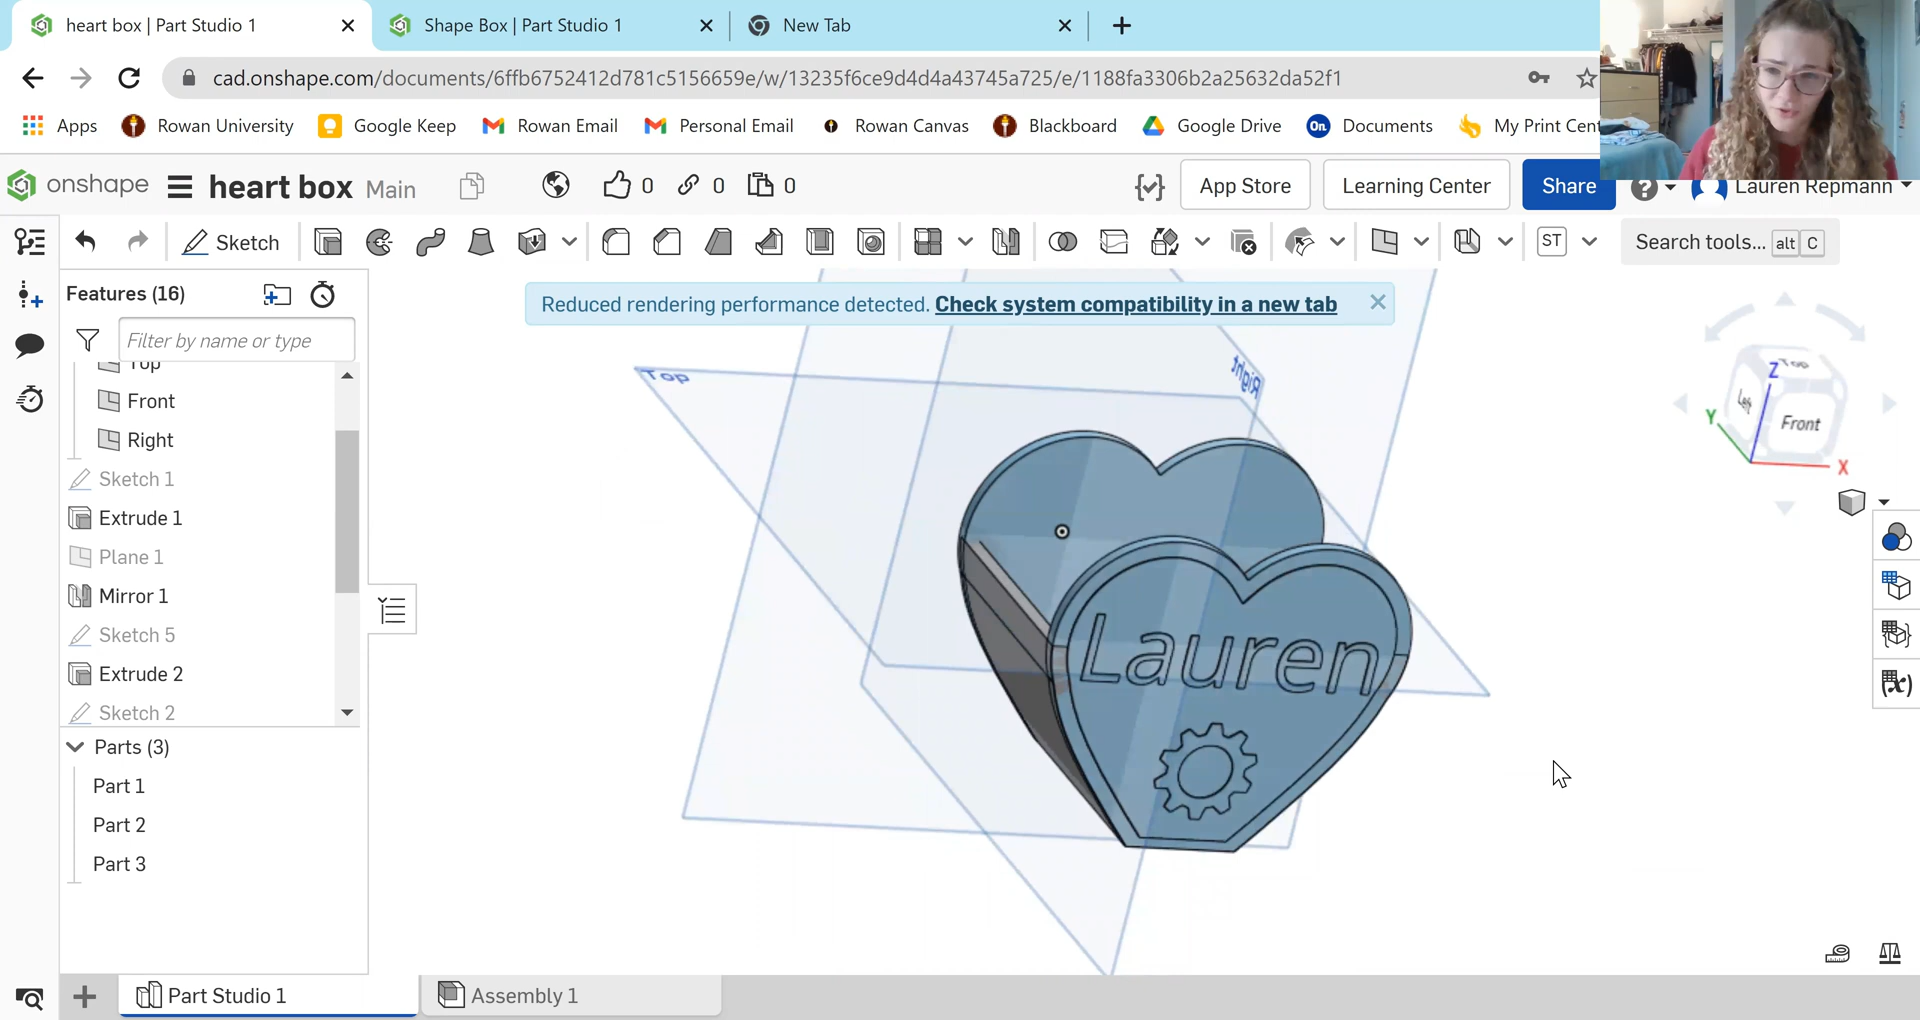 heart box | Part Studio 1
Shape Box | Part Studio 1
New Tab
cad.onshape.com/documents/6ffb6752412d781c5156659e/w/13235f6ce9d4d4a43745a725/e/1188fa3306b2a25632da52f1
Apps
Rowan University
Google Keep
Rowan Email
Personal Email
Rowan Canvas
Blackboard
Google Drive
On
Documents
My Print Cen
onshape
heart box Main
0
0
0
App Store
Learning Center
Share
Lauren Repmann
Sketch
ST
Search tools... alt C
Features (16)
Reduced rendering performance detected. Check system compatibility in a new tab
Filter by name or type
Top
Front
Right
Sketch 1
Extrude 1
Plane 1
Mirror 1
Sketch 5
Extrude 2
Sketch 2
Parts (3)
Part 1
Part 2
Part 3
Top
Right
Lauren
Top
Z
Left
Front
Y
X
(x)
Part Studio 1
Assembly 1